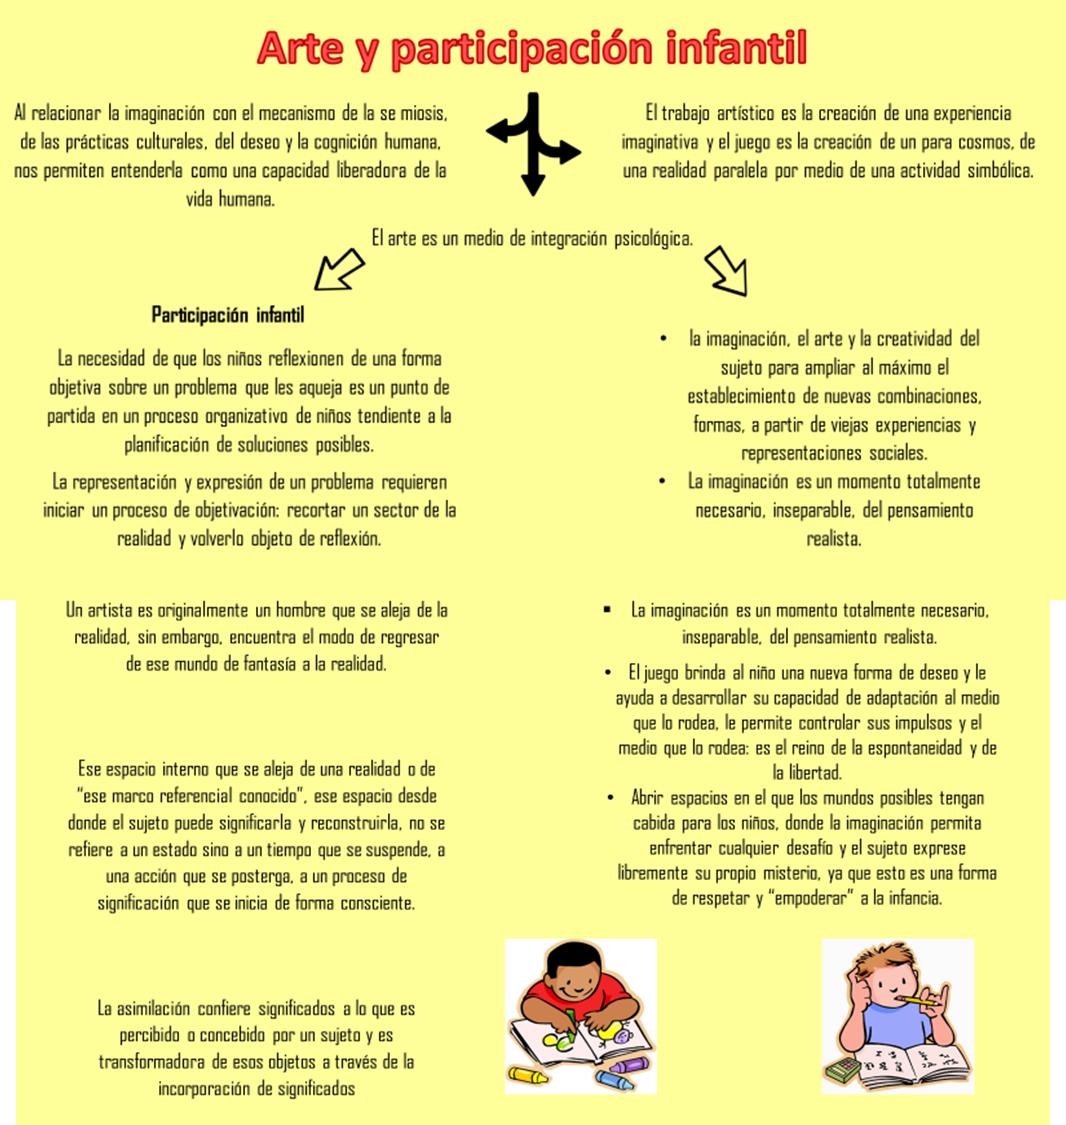 Arte y participación infantil
Al relacionar la imaginación con el mecanismo de la se miosis,
de las prácticas culturales, del deseo y la cognición humana,
nos permiten entenderla como una capacidad liberadora de la
vida humana.
El trabajo artístico es la creación de una experiencia
imaginativa y el juego es la creación de un para cosmos, de
una realidad paralela por medio de una actividad simbólica.
El arte es un medio de integración psicológica.
Participación infantil
La necesidad de que los niños reflexionen de una forma
objetiva sobre un problema que les aqueja es un punto de
partida en un proceso organizativo de niños tendiente a la
planificación de soluciones posibles.
La representación y expresión de un problema requieren
iniciar un proceso de objetivación: recortar un sector de la
realidad y volverlo objeto de reflexión.
• la imaginación, el arte y la creatividad del
sujeto para ampliar al máximo el
establecimiento de nuevas combinaciones,
formas, a partir de viejas experiencias y
representaciones sociales.
• La imaginación es un momento totalmente
necesario, inseparable, del pensamiento
realista.
Un artista es originalmente un hombre que se aleja de la
realidad, sin embargo, encuentra el modo de regresar
de ese mundo de fantasía a la realidad.
Ese espacio interno que se aleja de una realidad o de
“ese marco referencial conocido”, ese espacio desde
donde el sujeto puede significarla y reconstruirla, no se
refiere a un estado sino a un tiempo que se suspende, a
una acción que se posterga, a un proceso de
significación que se inicia de forma consciente.
La asimilación confiere significados a lo que es
percibido o concebido por un sujeto y es
transformadora de esos objetos a través de la
incorporación de significados
▪ La imaginación es un momento totalmente necesario,
inseparable, del pensamiento realista.
• El juego brinda al niño una nueva forma de deseo y le
ayuda a desarrollar su capacidad de adaptación al medio
que lo rodea, le permite controlar sus impulsos y el
medio que lo rodea: es el reino de la espontaneidad y de
la libertad.
• Abrir espacios en el que los mundos posibles tengan
cabida para los niños, donde la imaginación permita
enfrentar cualquier desafío y el sujeto exprese
libremente su propio misterio, ya que esto es una forma
de respetar y “empoderar” a la infancia.